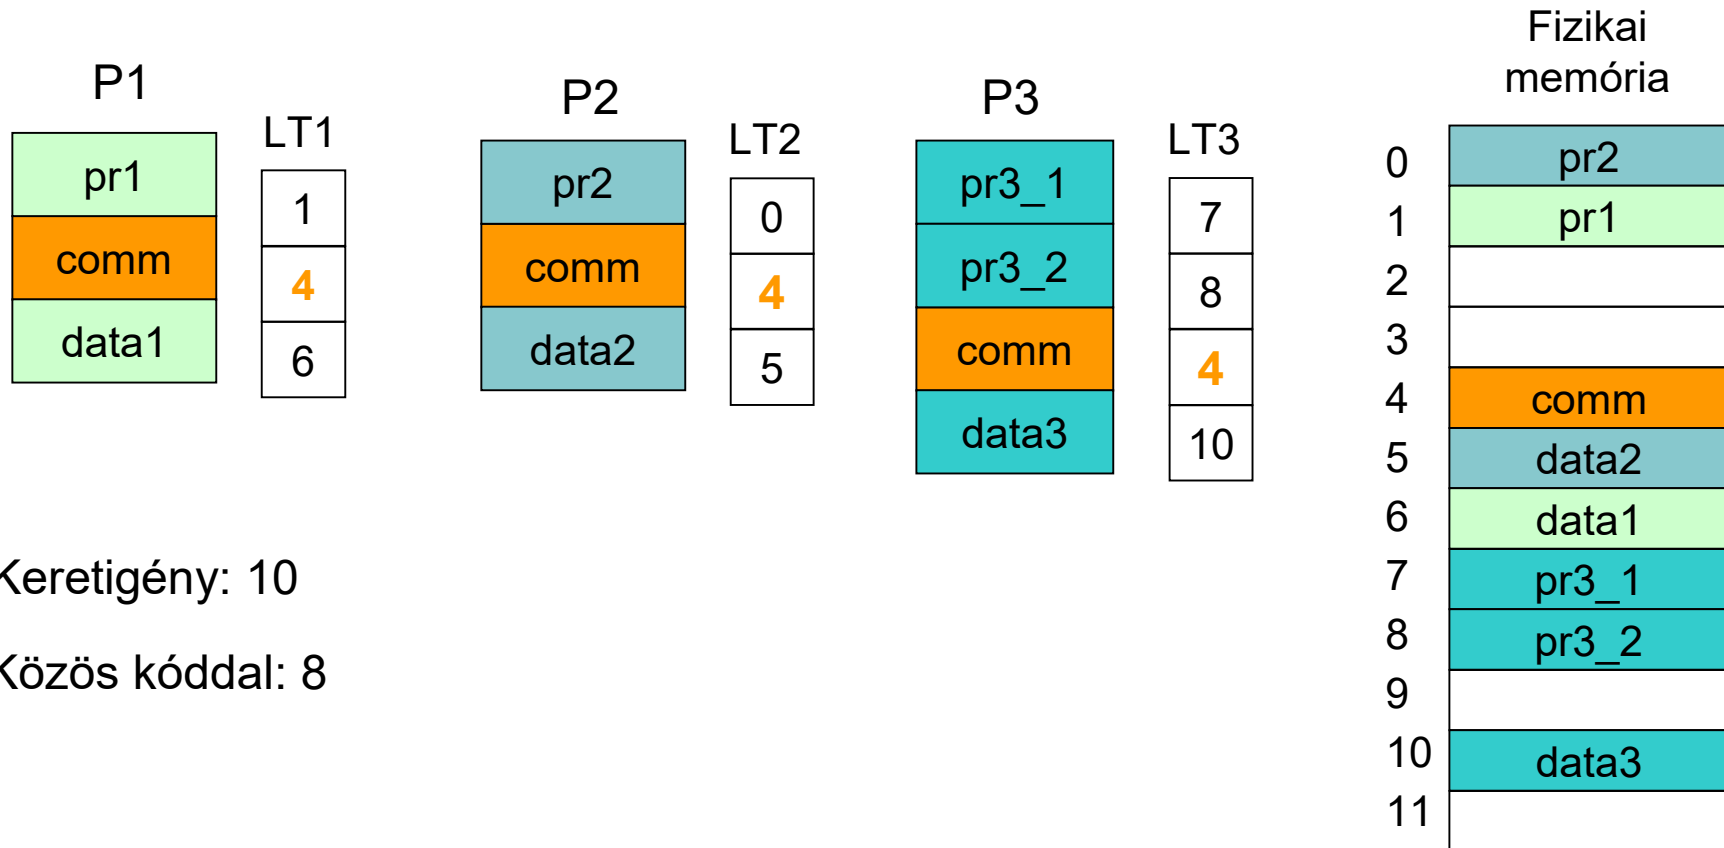 P1
LT1
pr1
comm
data1
1
4
6
P2
LT2
pr2
comm
data2
0
4
5
P3
LT3
pr3_1
pr3_2
comm
data3
7
8
4
10
Fizikai
memória
0 pr2
1 pr1
2
3
4 comm
5 data2
6 data1
7 pr3_1
8 pr3_2
9
10 data3
11
Keretigény: 10
Közös kóddal: 8